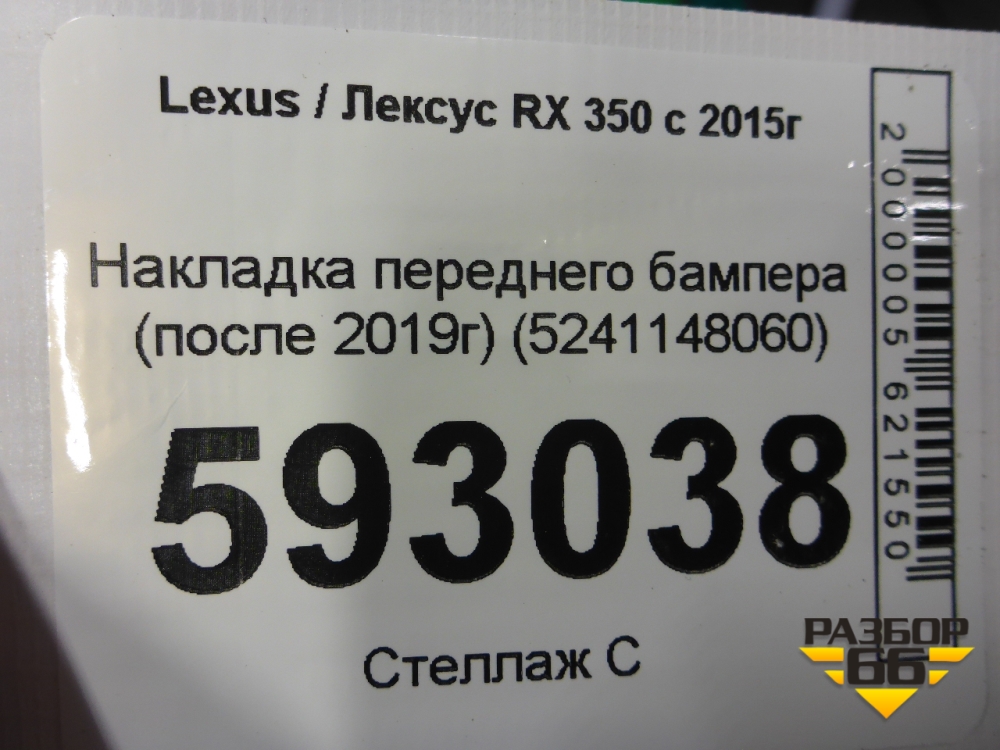 Lexus / Лексус RX 350 с 2015г
Накладка переднего бампера
(после 2019г) (5241148060)
593038
Стеллаж С
2000005621550
РАЗБОР
66